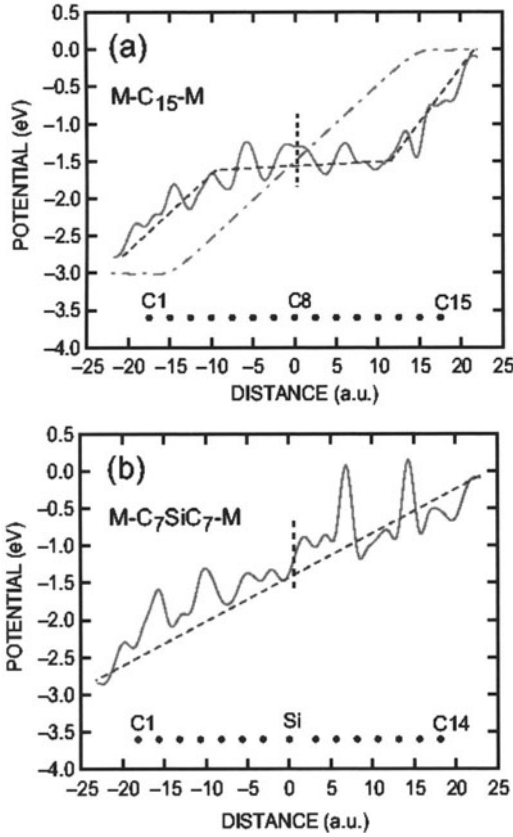 (a)
M-C15-M
POTENTIAL (eV)
0.5
0.0
−0.5
−1.0
−1.5
−2.0
−2.5
−3.0
−3.5
−4.0
C1
C8
C15
−25 −20 −15 −10 −5 0 5 10 15 20 25
DISTANCE (a.u.)
(b)
M-C7SiC7-M
POTENTIAL (eV)
0.5
0.0
−0.5
−1.0
−1.5
−2.0
−2.5
−3.0
−3.5
−4.0
C1
Si
C14
−25 −20 −15 −10 −5 0 5 10 15 20 25
DISTANCE (a.u.)